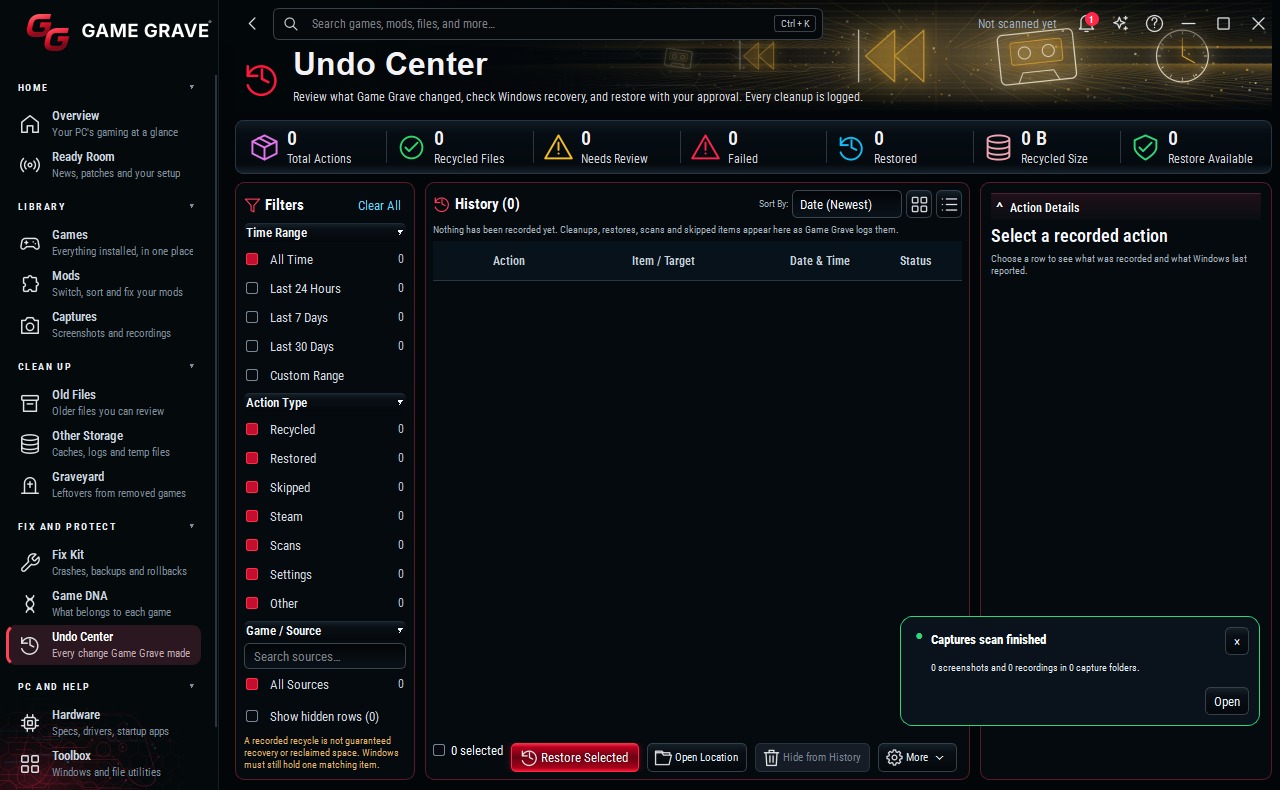 GG GAME GRAVE
Search games, mods, files, and more...
Ctrl + K
Not scanned yet
1
Undo Center
Review what Game Grave changed, check Windows recovery, and restore with your approval. Every cleanup is logged.
HOME
Overview
Your PC's gaming at a glance
Ready Room
News, patches and your setup
LIBRARY
Games
Everything installed, in one place
Mods
Switch, sort and fix your mods
Captures
Screenshots and recordings
CLEAN UP
Old Files
Older files you can review
Other Storage
Caches, logs and temp files
Graveyard
Leftovers from removed games
FIX AND PROTECT
Fix Kit
Crashes, backups and rollbacks
Game DNA
What belongs to each game
Undo Center
Every change Game Grave made
PC AND HELP
Hardware
Specs, drivers, startup apps
Toolbox
Windows and file utilities
0
Total Actions
0
Recycled Files
0
Needs Review
0
Failed
0
Restored
0 B
Recycled Size
0
Restore Available
Filters
Clear All
Time Range
All Time 0
Last 24 Hours 0
Last 7 Days 0
Last 30 Days 0
Custom Range
Action Type
Recycled 0
Restored 0
Skipped 0
Steam 0
Scans 0
Settings 0
Other 0
Game / Source
Search sources...
All Sources 0
Show hidden rows (0)
A recorded recycle is not guaranteed
recovery or reclaimed space. Windows
must still hold one matching item.
History (0)
Sort By: Date (Newest)
Nothing has been recorded yet. Cleanups, restores, scans and skipped items appear here as Game Grave logs them.
Action Item / Target Date & Time Status
0 selected
Restore Selected
Open Location
Hide from History
More
^ Action Details
Select a recorded action
Choose a row to see what was recorded and what Windows last
reported.
Captures scan finished
x
0 screenshots and 0 recordings in 0 capture folders.
Open